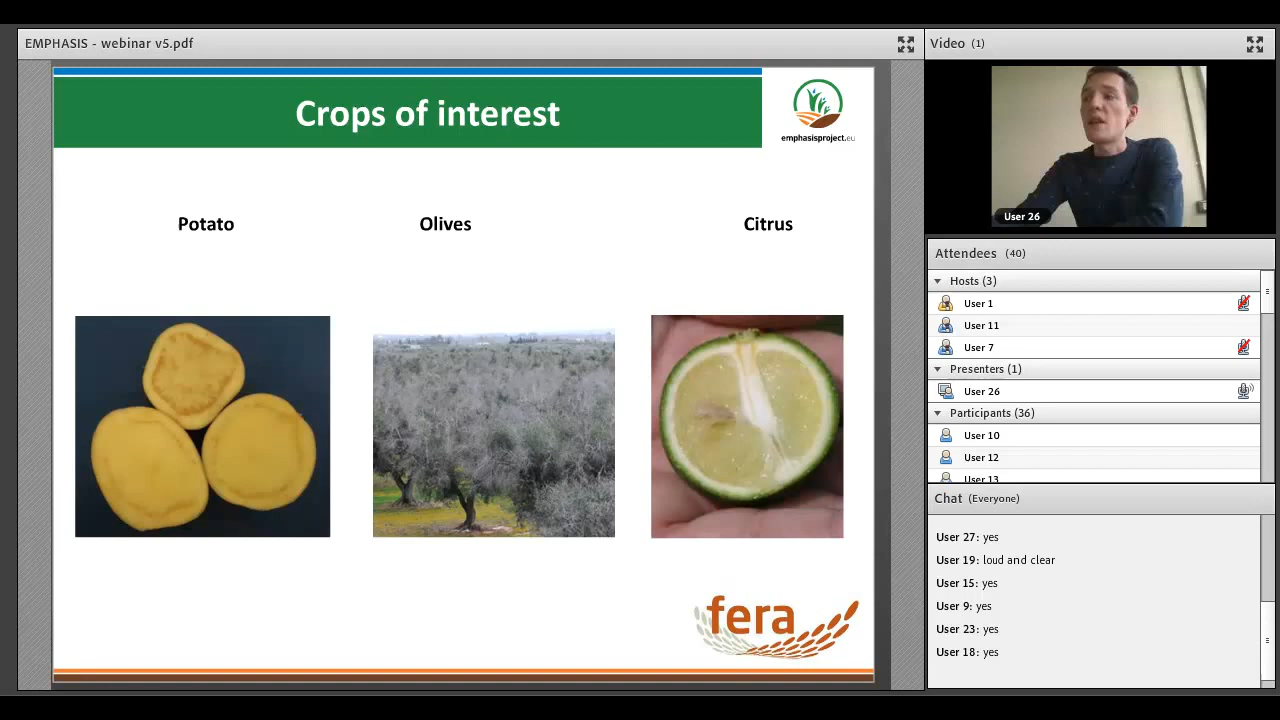 EMPHASIS - webinar v5.pdf
Crops of interest
emphasisproject.eu
Potato
Olives
Citrus
fera
Video (1)
User 26
Attendees (40)
Hosts (3)
User 1
User 11
User 7
Presenters (1)
User 26
Participants (36)
User 10
User 12
User 13
Chat (Everyone)
User 27: yes
User 19: loud and clear
User 15: yes
User 9: yes
User 23: yes
User 18: yes